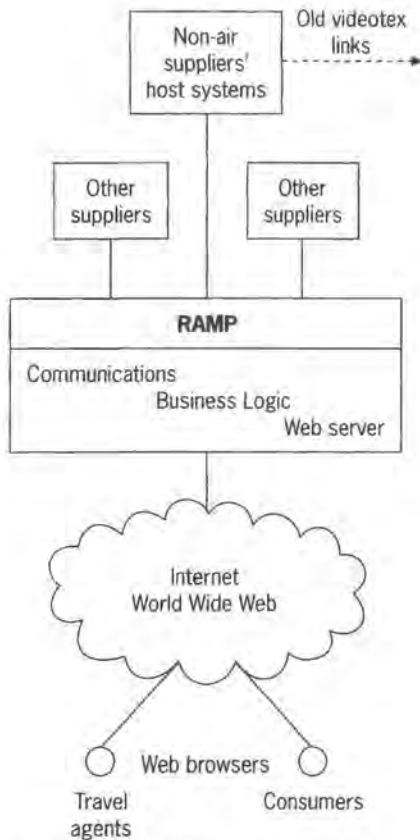 Old videotex
links
Non-air
suppliers'
host systems
Other
suppliers
Other
suppliers
RAMP
Communications
Business Logic
Web server
Internet
World Wide Web
Web browsers
Travel
agents
Consumers